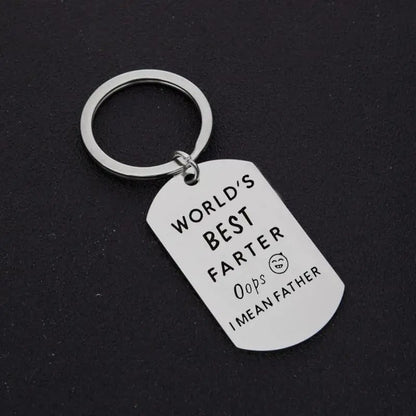 WORLD'S
BEST
FARTER
Oops
I MEAN FATHER